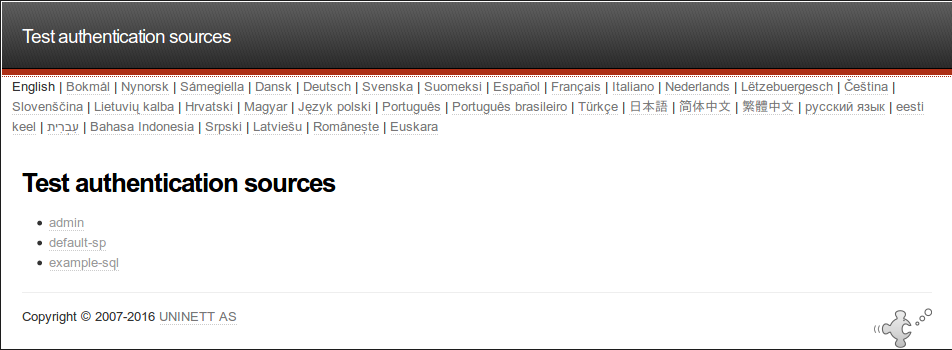 Test authentication sources
English | Bokmål | Nynorsk | Sámegiella | Dansk | Deutsch | Svenska | Suomeksi | Español | Français | Italiano | Nederlands | Lëtzebuergesch | Čeština |
Slovenščina | Lietuvių kalba | Hrvatski | Magyar | Język polski | Português | Português brasileiro | Türkçe | 日本語 | 简体中文 | 繁體中文 | русский язык | eesti
keel | עִבְרִית | Bahasa Indonesia | Srpski | Latviešu | Românește | Euskara
Test authentication sources
• admin
• default-sp
• example-sql
Copyright © 2007-2016 UNINETT AS